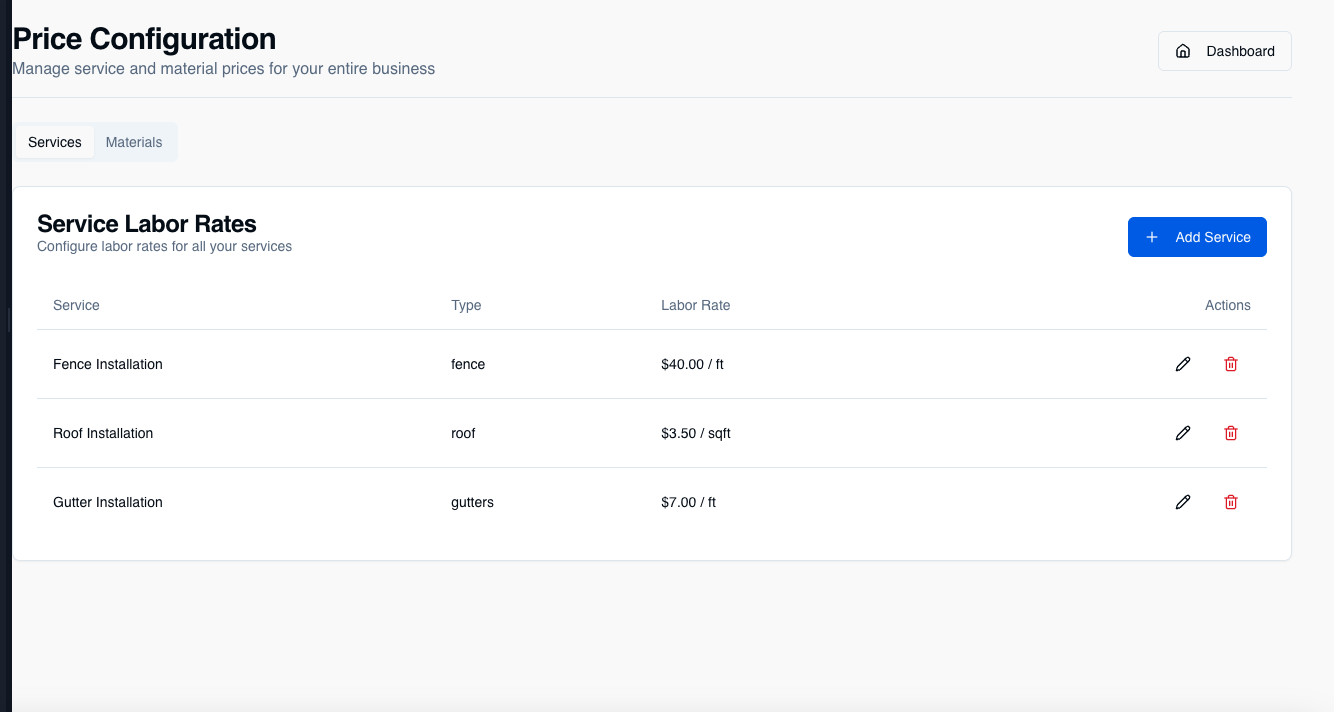 Price Configuration
Manage service and material prices for your entire business
Dashboard
Services Materials
Service Labor Rates
Configure labor rates for all your services
Add Service
Service Type Labor Rate Actions
Fence Installation fence $40.00 / ft
Roof Installation roof $3.50 / sqft
Gutter Installation gutters $7.00 / ft